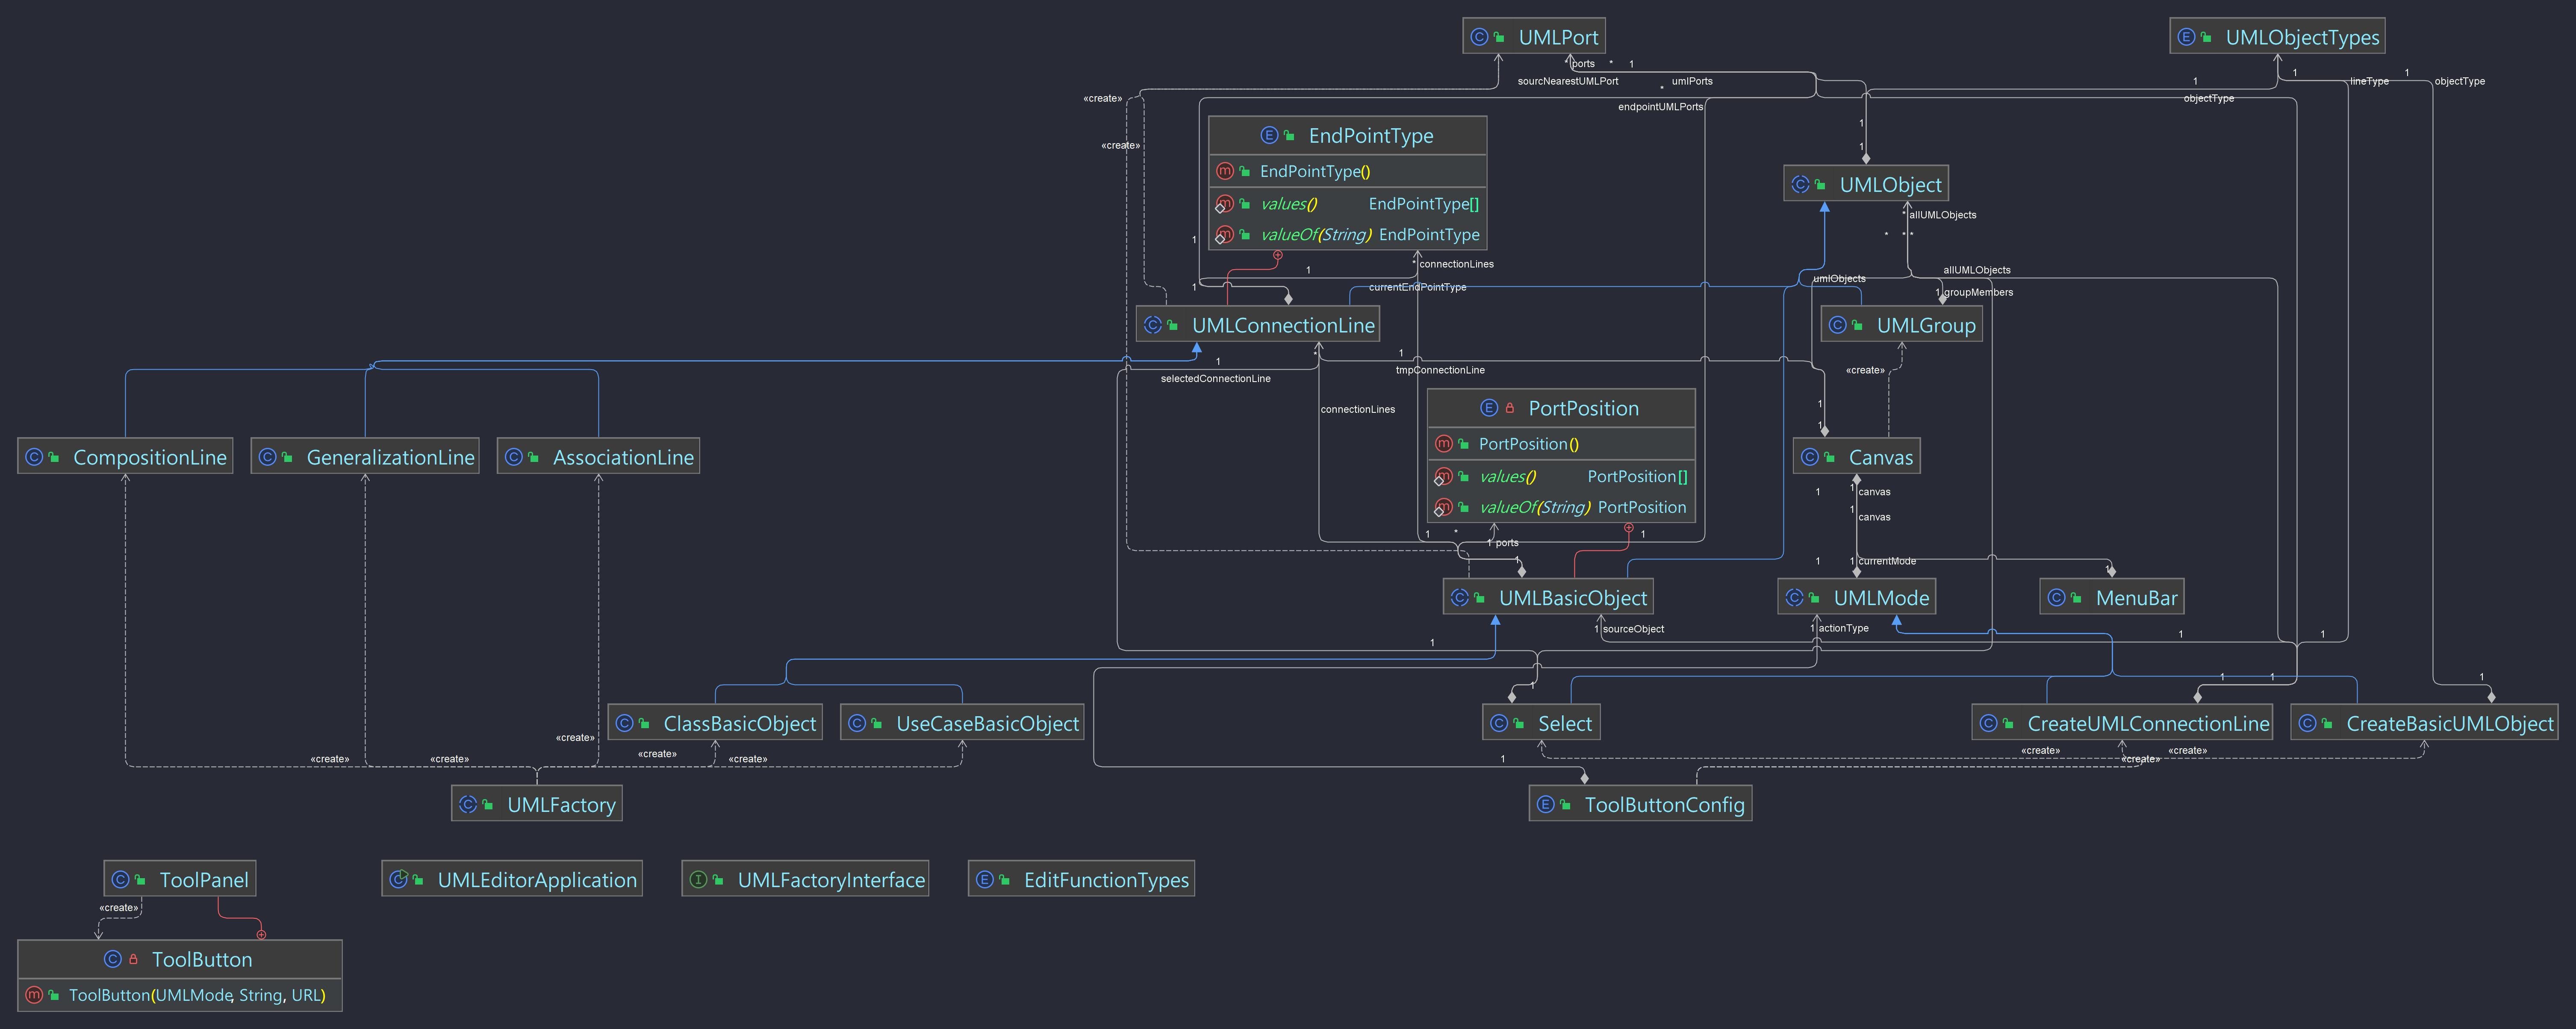 UMLPort
UMLObjectTypes
* ports
*
1
sourcNearestUMLPort
umlPorts
1
1
lineType
1
objectType
*
«create»
endpointUMLPorts
objectType
EndPointType
1
«create»
1
EndPointType()
UMLObject
values() EndPointType[]
* allUMLObjects
valueOf(String) EndPointType
1
* * *
* connectionLines
1
allUMLObjects
umlObjects
1
currentEndPointType
1 groupMembers
UMLConnectionLine
UMLGroup
*
1
1
tmpConnectionLine
«create»
selectedConnectionLine
1
connectionLines
PortPosition
1
PortPosition()
CompositionLine
GeneralizationLine
AssociationLine
Canvas
values() PortPosition[]
1
1 canvas
valueOf(String) PortPosition
1
canvas
*
1
1 ports
1
1
1
1 currentMode
1
UMLBasicObject
UMLMode
MenuBar
1 sourceObject
1 actionType
1
1
1
1
1
1
1
ClassBasicObject
UseCaseBasicObject
Select
CreateUMLConnectionLine
CreateBasicUMLObject
«create»
«create»
«create»
«create»
«create»
«create»
«create»
1
«create»
UMLFactory
ToolButtonConfig
ToolPanel
UMLEditorApplication
UMLFactoryInterface
EditFunctionTypes
«create»
ToolButton
ToolButton(UMLMode, String, URL)